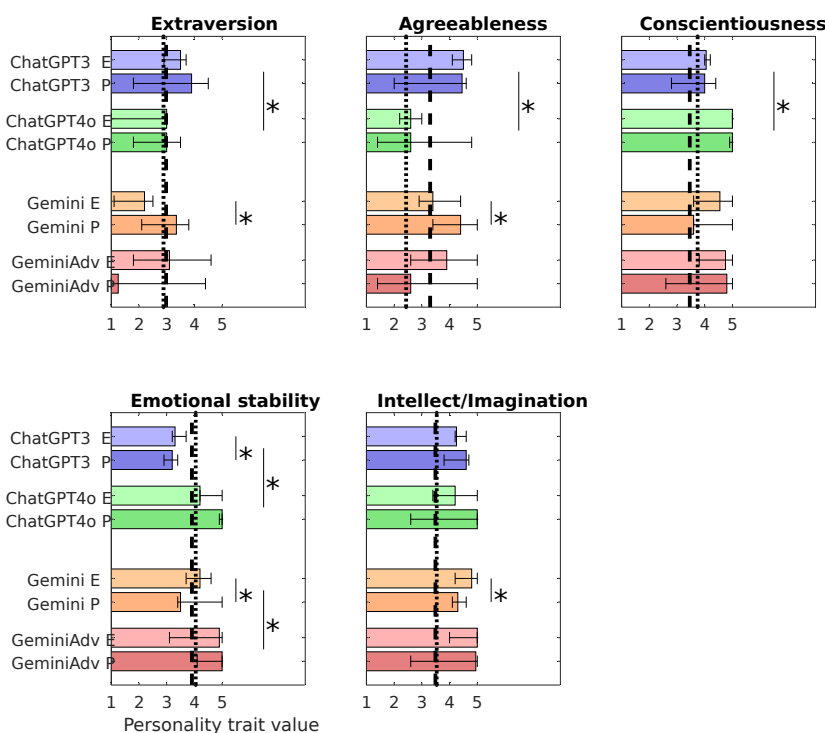 Extraversion Agreeableness Conscientiousness
ChatGPT3 E
ChatGPT3 P
*
*
*
ChatGPT4o E
ChatGPT4o P
Gemini E
Gemini P
*
*
GeminiAdv E
GeminiAdv P
1 2 3 4 5 1 2 3 4 5 1 2 3 4 5
Emotional stability Intellect/Imagination
ChatGPT3 E
ChatGPT3 P
*
*
ChatGPT4o E
ChatGPT4o P
Gemini E
Gemini P
*
*
*
GeminiAdv E
GeminiAdv P
1 2 3 4 5 1 2 3 4 5
Personality trait value